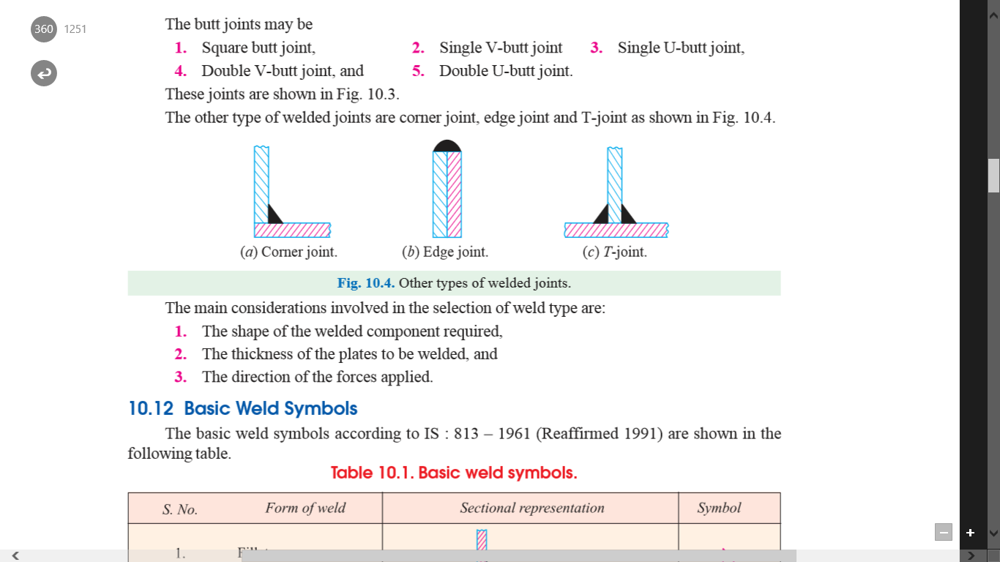 360 1251
The butt joints may be
1. Square butt joint, 2. Single V-butt joint 3. Single U-butt joint,
4. Double V-butt joint, and 5. Double U-butt joint.
These joints are shown in Fig. 10.3.
The other type of welded joints are corner joint, edge joint and T-joint as shown in Fig. 10.4.
(a) Corner joint. (b) Edge joint. (c) T-joint.
Fig. 10.4. Other types of welded joints.
The main considerations involved in the selection of weld type are:
1. The shape of the welded component required,
2. The thickness of the plates to be welded, and
3. The direction of the forces applied.
10.12 Basic Weld Symbols
The basic weld symbols according to IS : 813 – 1961 (Reaffirmed 1991) are shown in the
following table.
Table 10.1. Basic weld symbols.
S. No. Form of weld Sectional representation Symbol
1.